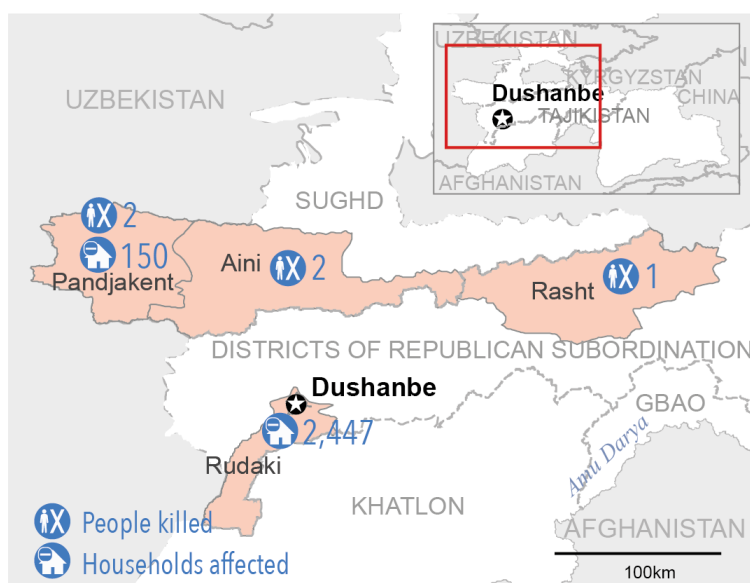 UZBEKISTAN
KYRGYZSTAN
CHINA
Dushanbe
TAJIKISTAN
AFGHANISTAN
UZBEKISTAN
SUGHD
2
150
Pandjakent
Aini
2
Rasht
1
DISTRICTS OF REPUBLICAN SUBORDINATION
Dushanbe
GBAO
2,447
Rudaki
Amu Darya
KHATLON
People killed
AFGHANISTAN
Households affected
100km